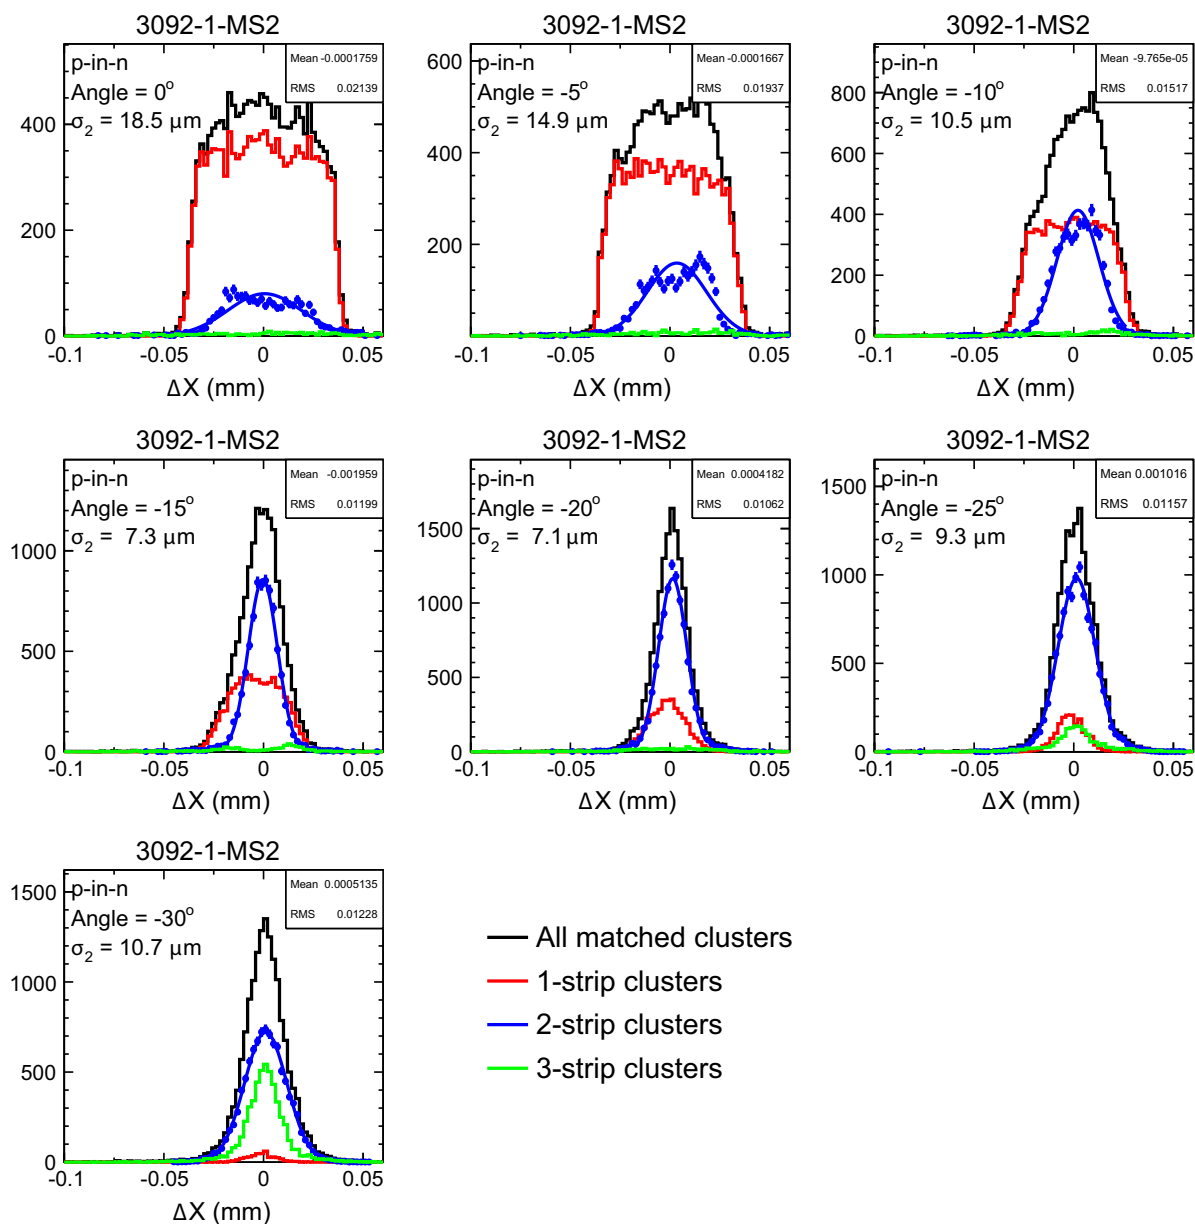 3092-1-MS2
p-in-n
Angle = 0°
σ₂ = 18.5 μm
Mean -0.0001759
RMS 0.02139
400
200
0
-0.1 -0.05 0 0.05
ΔX (mm)
3092-1-MS2
p-in-n
Angle = -5°
σ₂ = 14.9 μm
Mean -0.0001667
RMS 0.01937
600
400
200
0
-0.1 -0.05 0 0.05
ΔX (mm)
3092-1-MS2
p-in-n
Angle = -10°
σ₂ = 10.5 μm
Mean -9.765e-05
RMS 0.01517
800
600
400
200
0
-0.1 -0.05 0 0.05
ΔX (mm)
3092-1-MS2
p-in-n
Angle = -15°
σ₂ = 7.3 μm
Mean -0.001959
RMS 0.01199
1000
500
0
-0.1 -0.05 0 0.05
ΔX (mm)
3092-1-MS2
p-in-n
Angle = -20°
σ₂ = 7.1 μm
Mean 0.0004182
RMS 0.01062
1500
1000
500
0
-0.1 -0.05 0 0.05
ΔX (mm)
3092-1-MS2
p-in-n
Angle = -25°
σ₂ = 9.3 μm
Mean 0.001016
RMS 0.01157
1500
1000
500
0
-0.1 -0.05 0 0.05
ΔX (mm)
3092-1-MS2
p-in-n
Angle = -30°
σ₂ = 10.7 μm
Mean 0.0005135
RMS 0.01228
1500
1000
500
0
-0.1 -0.05 0 0.05
ΔX (mm)
All matched clusters
1-strip clusters
2-strip clusters
3-strip clusters